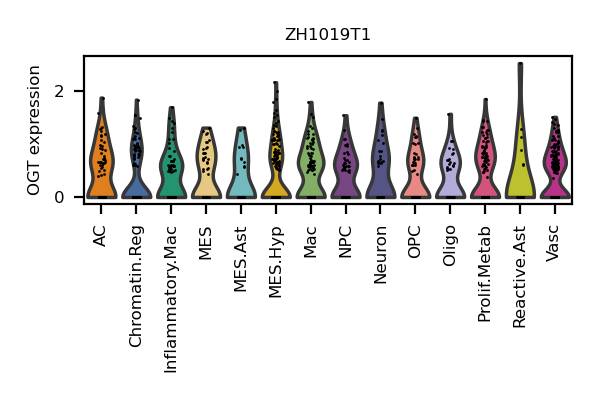 ZH1019T1
OGT expression
2
0
AC
Chromatin.Reg
Inflammatory.Mac
MES
MES.Ast
MES.Hyp
Mac
NPC
Neuron
OPC
Oligo
Prolif.Metab
Reactive.Ast
Vasc